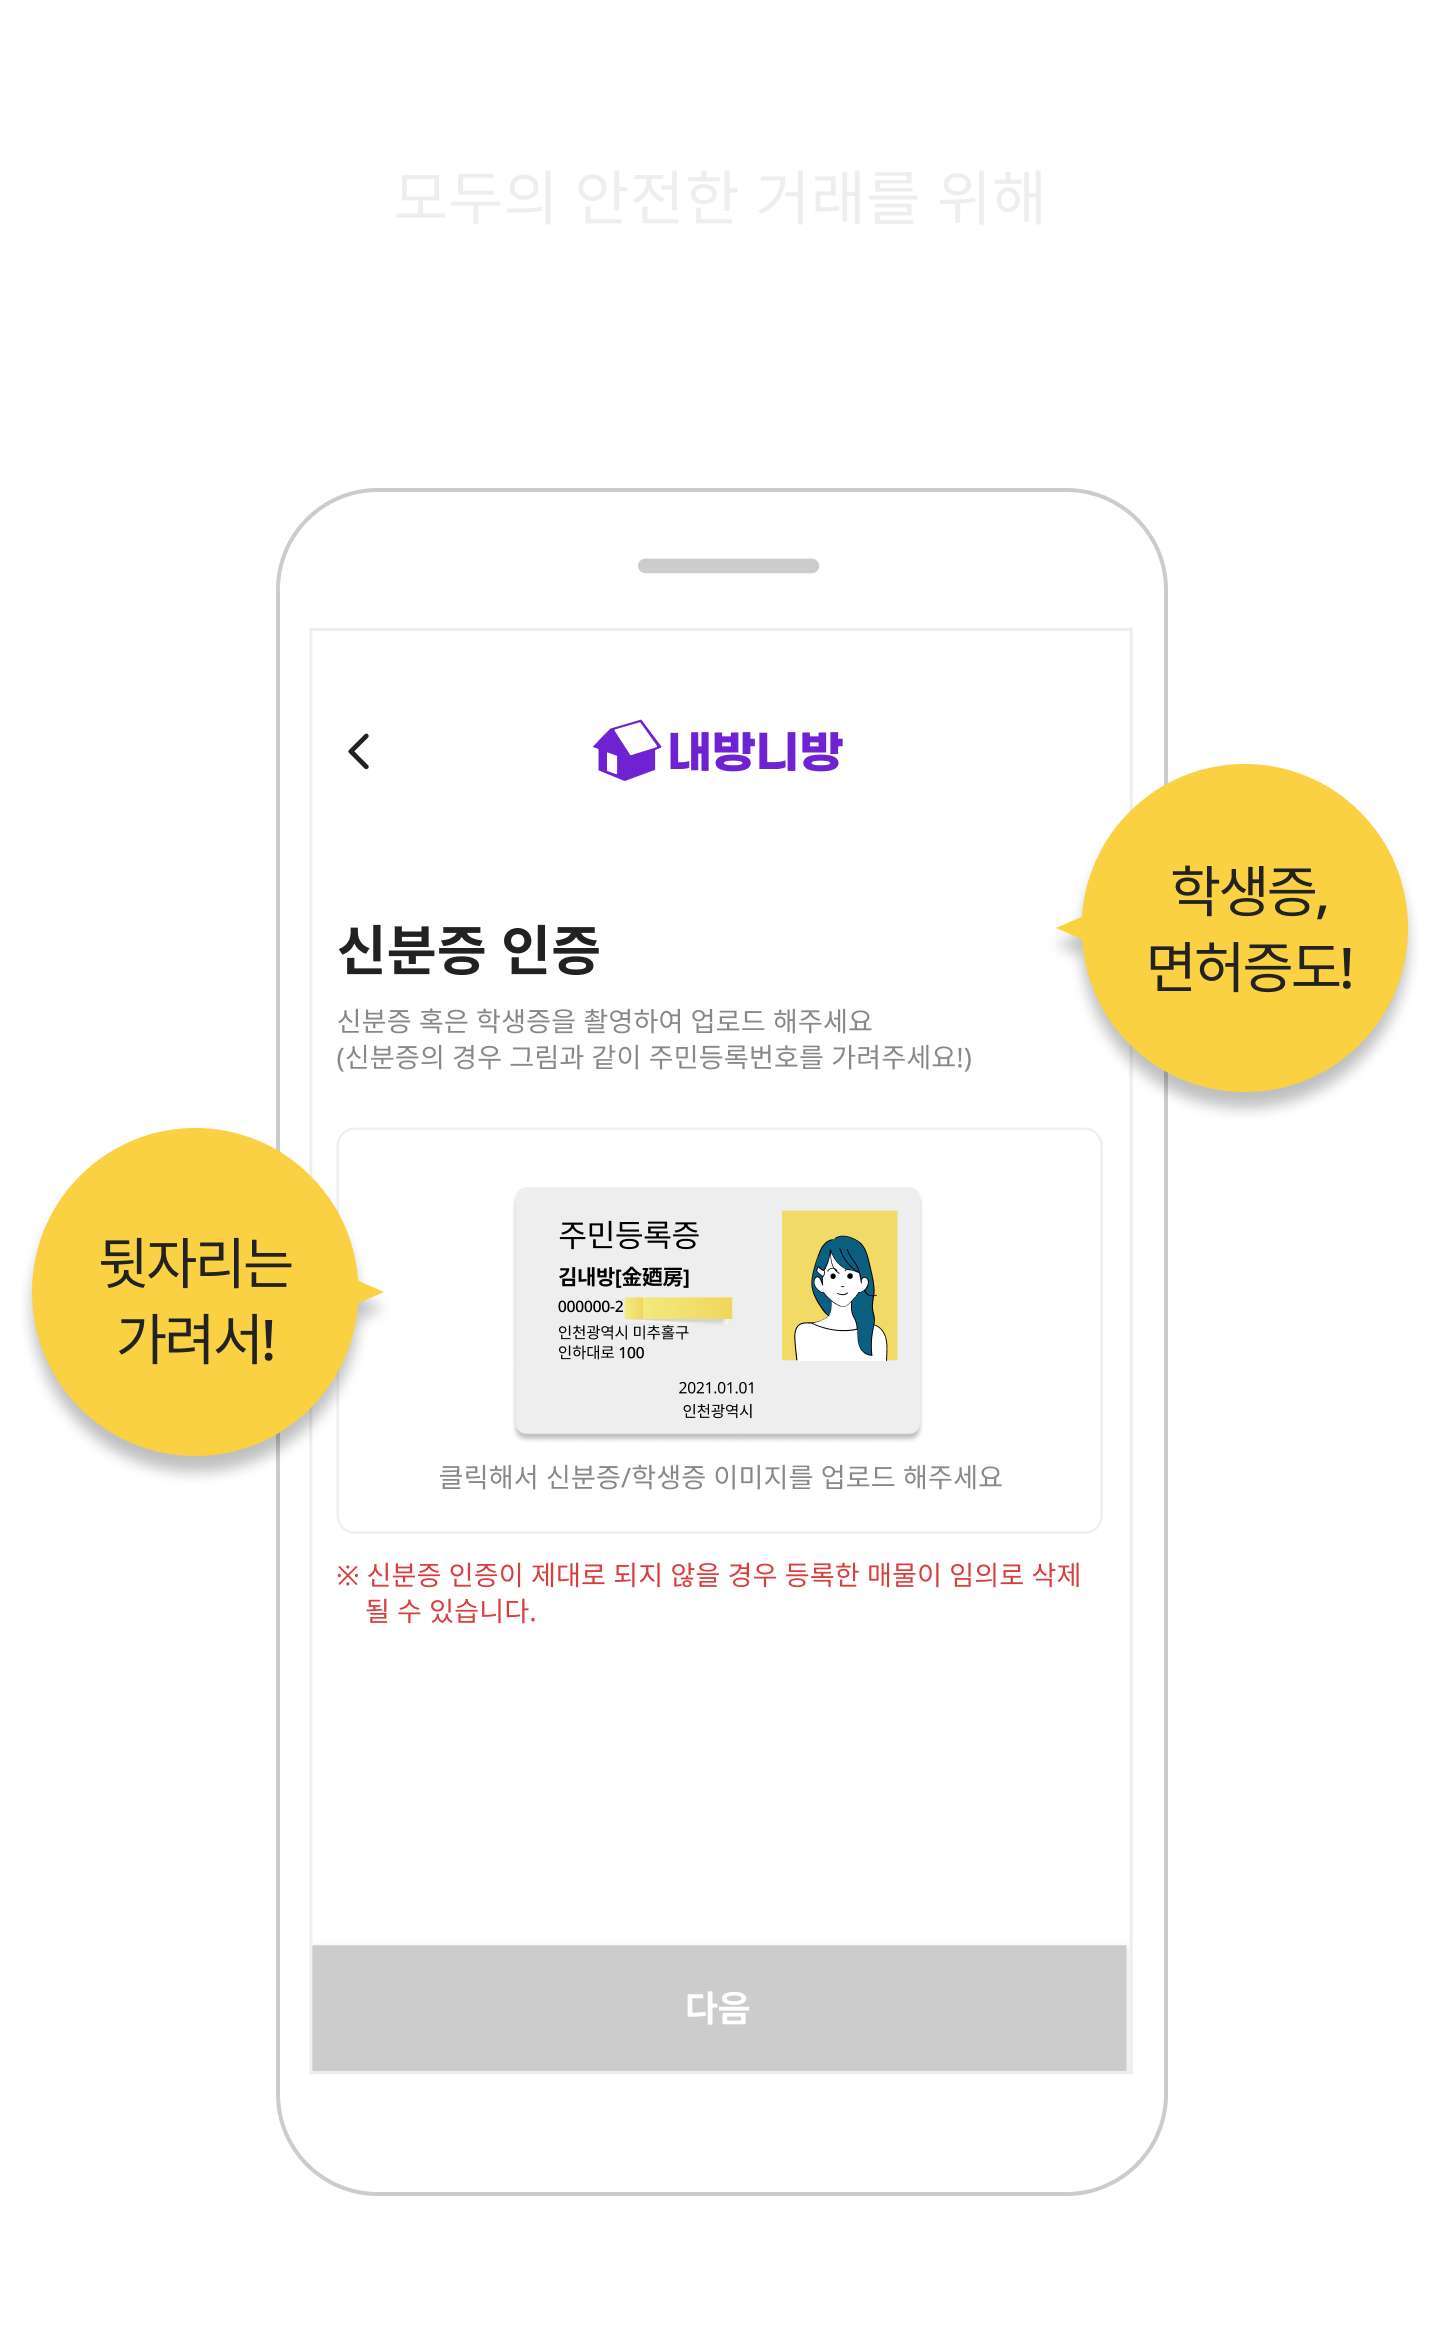 모두의 안전한 거래를 위해
내방니방
학생증,
면허증도!
신분증 인증
신분증 혹은 학생증을 촬영하여 업로드 해주세요
(신분증의 경우 그림과 같이 주민등록번호를 가려주세요!)
뒷자리는
가려서!
주민등록증
김내방[金廼房]
000000-2
인천광역시 미추홀구
인하대로 100
2021.01.01
인천광역시
클릭해서 신분증/학생증 이미지를 업로드 해주세요
※ 신분증 인증이 제대로 되지 않을 경우 등록한 매물이 임의로 삭제
될 수 있습니다.
다음